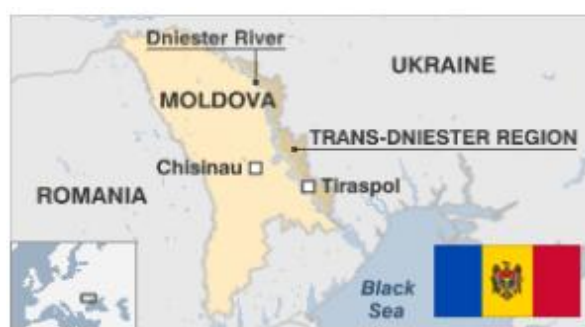 Dniester River
UKRAINE
MOLDOVA
TRANS-DNIESTER REGION
Chisinau
Tiraspol
ROMANIA
Black
Sea